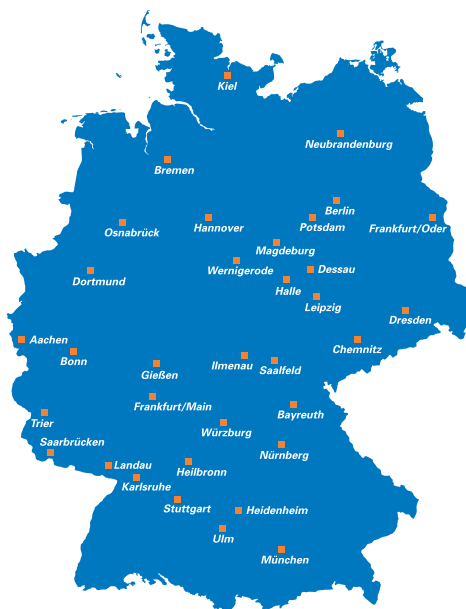 Kiel
Neubrandenburg
Bremen
Berlin
Osnabrück
Hannover
Potsdam
Frankfurt/Oder
Magdeburg
Wernigerode
Dessau
Dortmund
Halle
Leipzig
Dresden
Aachen
Chemnitz
Bonn
Ilmenau
Saalfeld
Gießen
Frankfurt/Main
Bayreuth
Trier
Würzburg
Saarbrücken
Nürnberg
Landau
Heilbronn
Karlsruhe
Stuttgart
Heidenheim
Ulm
München